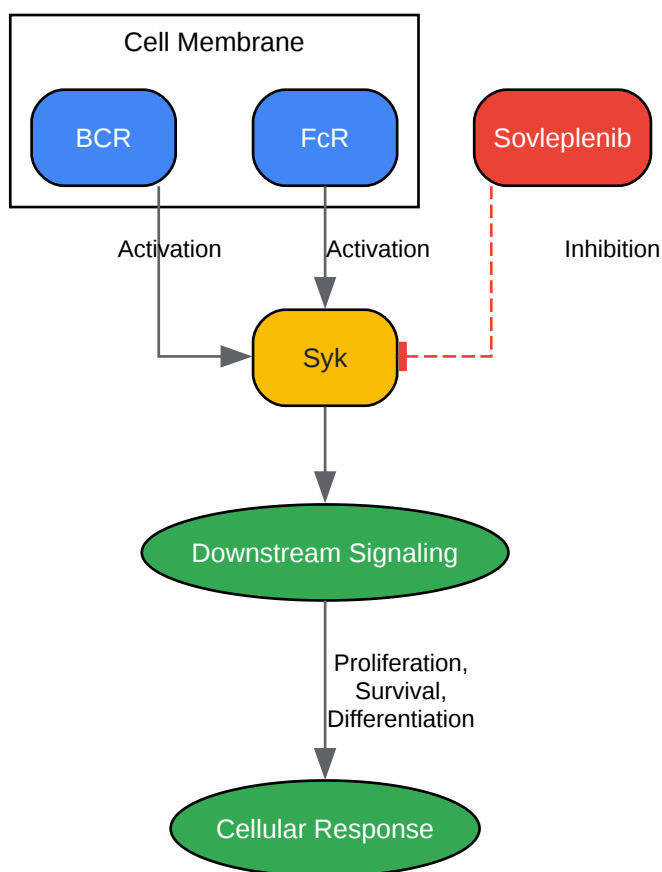 Cell Membrane
BCR
FcR
Sovleplenib
Activation
Activation
Inhibition
Syk
Downstream Signaling
Proliferation,
Survival,
Differentiation
Cellular Response